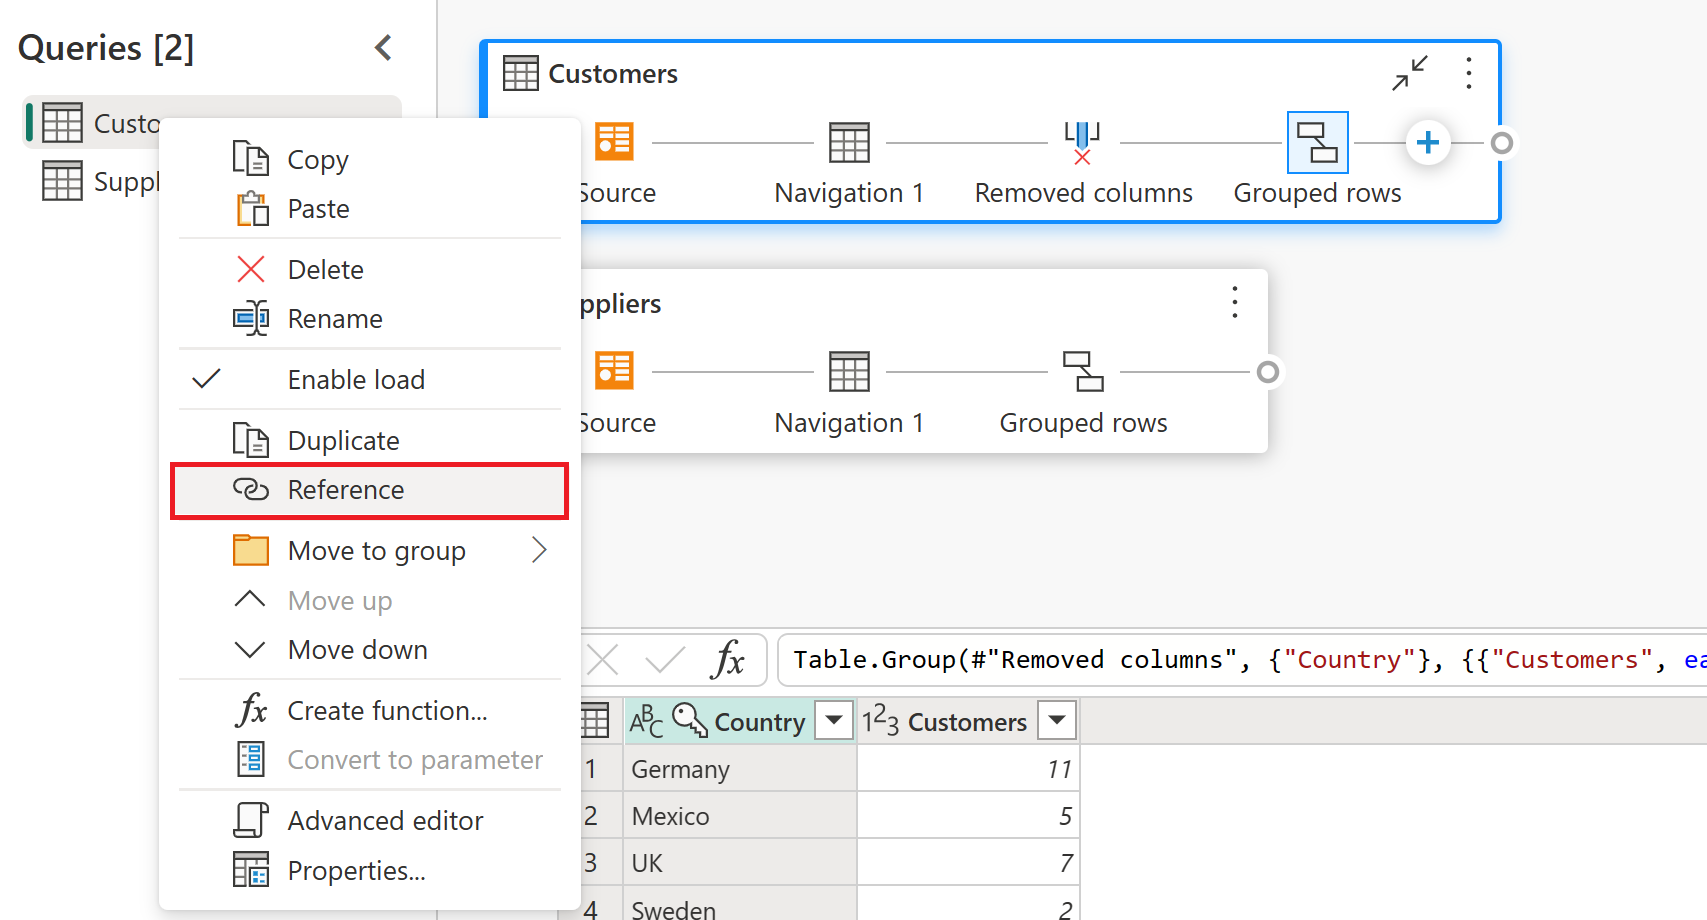 Queries [2]
Custo
Suppl
Copy
Paste
Delete
Rename
Enable load
Duplicate
Reference
Move to group
Move up
Move down
fx Create function...
Convert to parameter
Advanced editor
Properties...
Customers
Source Navigation 1 Removed columns Grouped rows
ppliers
Source Navigation 1 Grouped rows
fx Table.Group(#"Removed columns", {"Country"}, {{"Customers", ea
ABC Country 123 Customers
1 Germany 11
2 Mexico 5
3 UK 7
4 Sweden 2